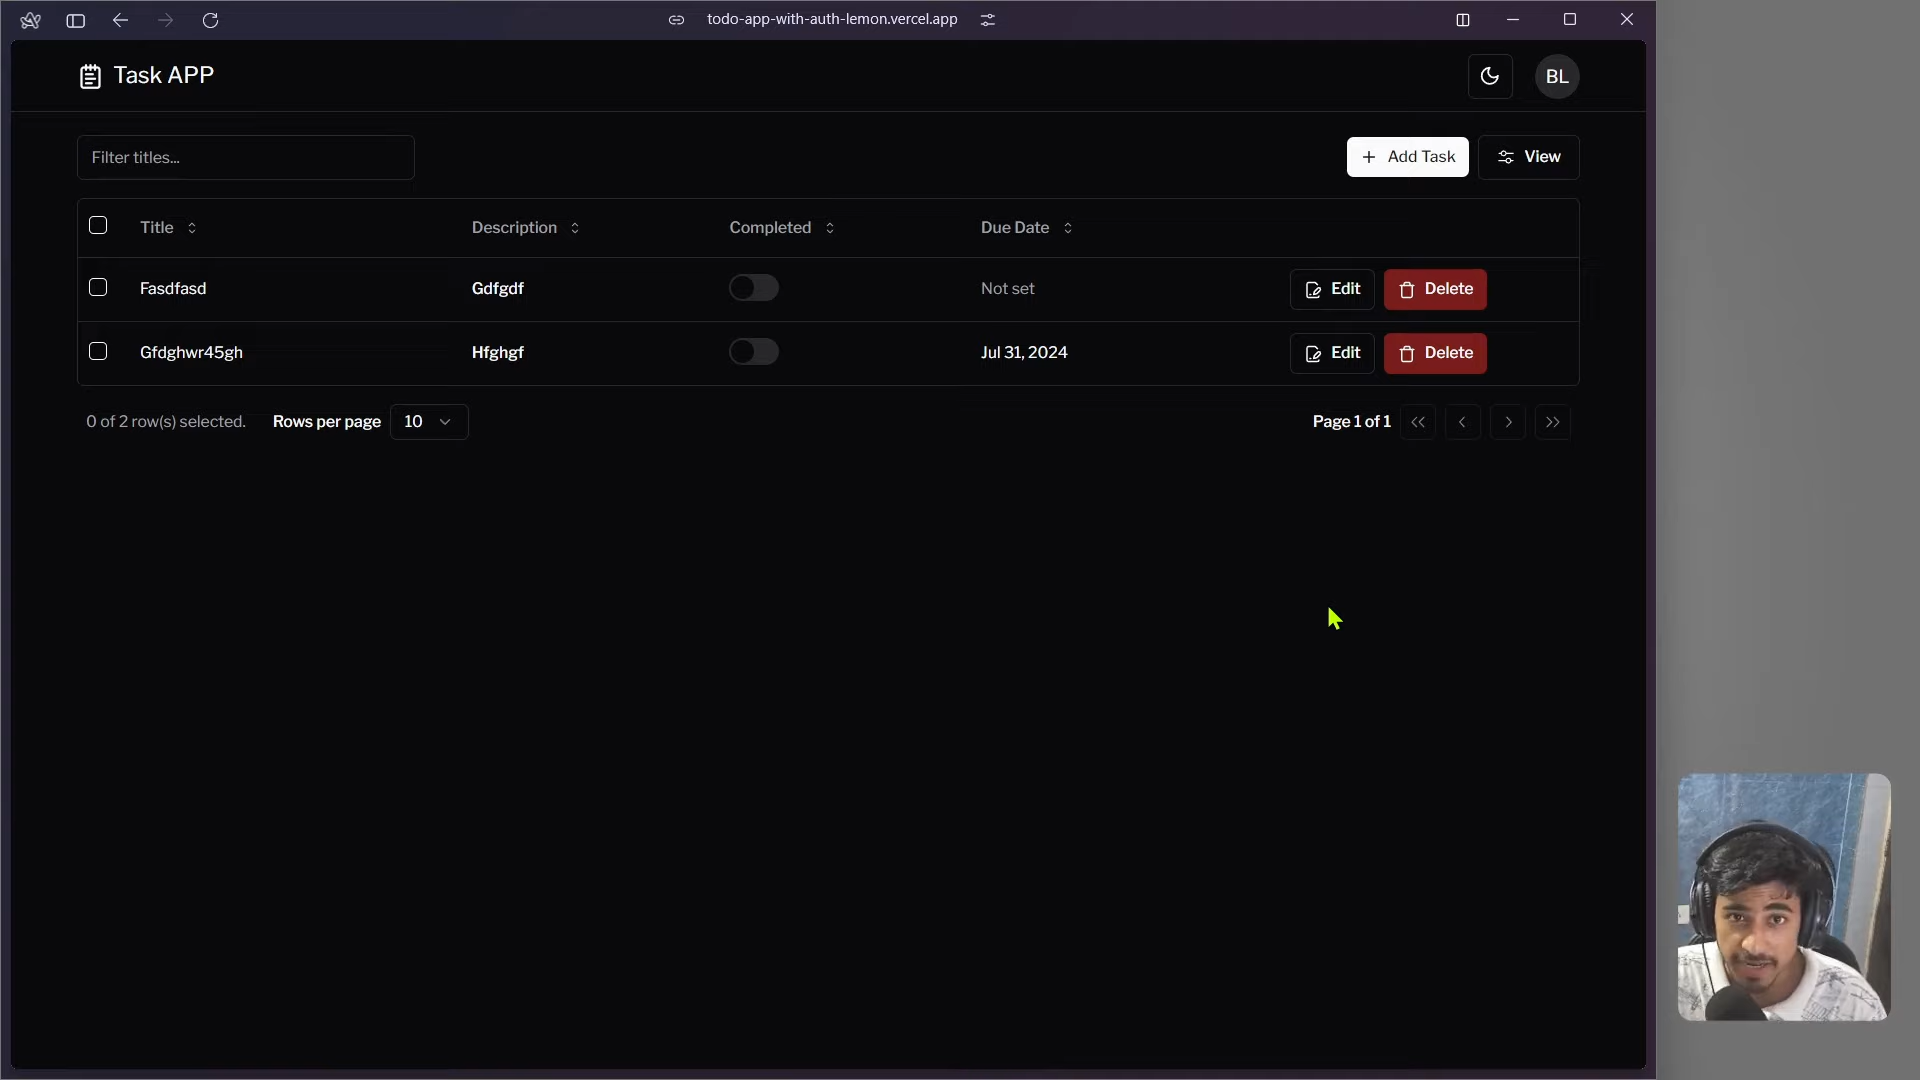 todo-app-with-auth-lemon.vercel.app
Task APP
BL
Filter titles...
Add Task
View
Title
Description
Completed
Due Date
Fasdfasd
Gdfgdf
Not set
Edit
Delete
Gfdghwr45gh
Hfghgf
Jul 31, 2024
Edit
Delete
0 of 2 row(s) selected.
Rows per page
10
Page 1 of 1